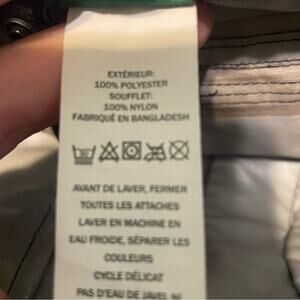 EXTÉRIEUR:
100% POLYESTER
SOUFFLET:
100% NYLON
FABRIQUÉ EN BANGLADESH
AVANT DE LAVER, FERMER
TOUTES LES ATTACHES
LAVER EN MACHINE EN
EAU FROIDE, SÉPARER LES
COULEURS
CYCLE DÉLICAT
PAS D'EAU DE JAVEL NI